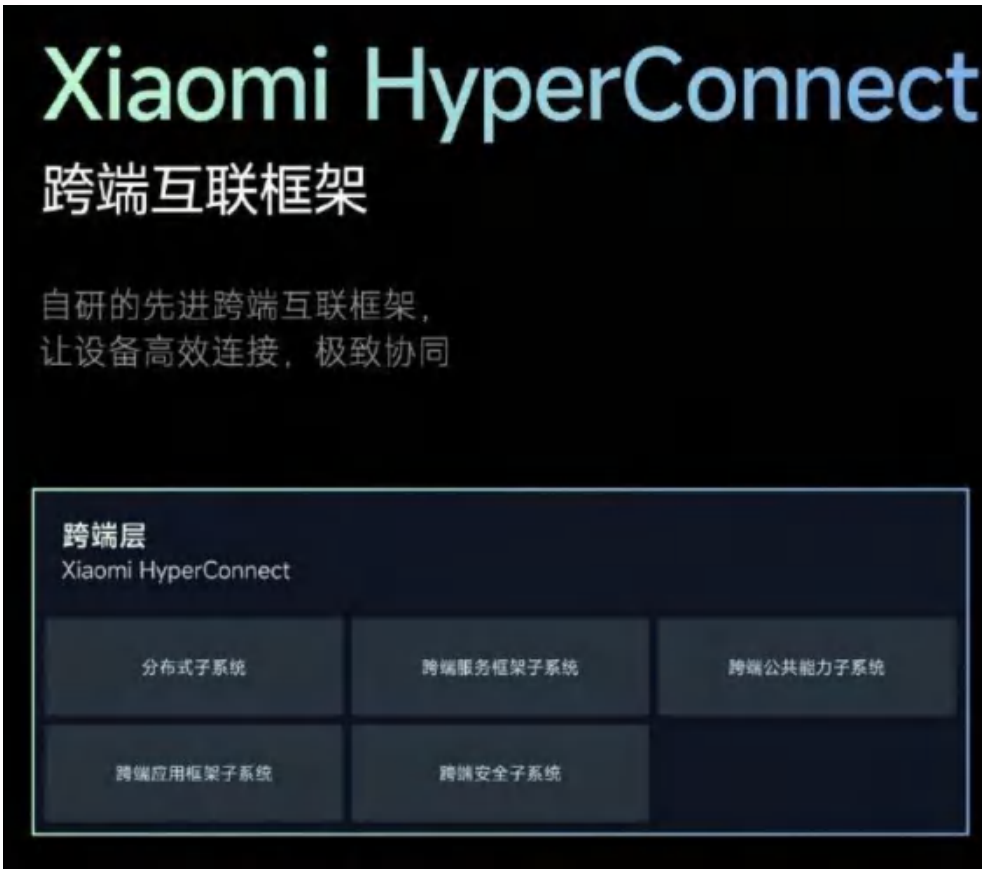 Xiaomi HyperConnect
跨端互联框架
自研的先进跨端互联框架,
让设备高效连接, 极致协同
跨端层
Xiaomi HyperConnect
分布式子系统
跨端服务框架子系统
跨端公共能力子系统
跨端应用框架子系统
跨端安全子系统